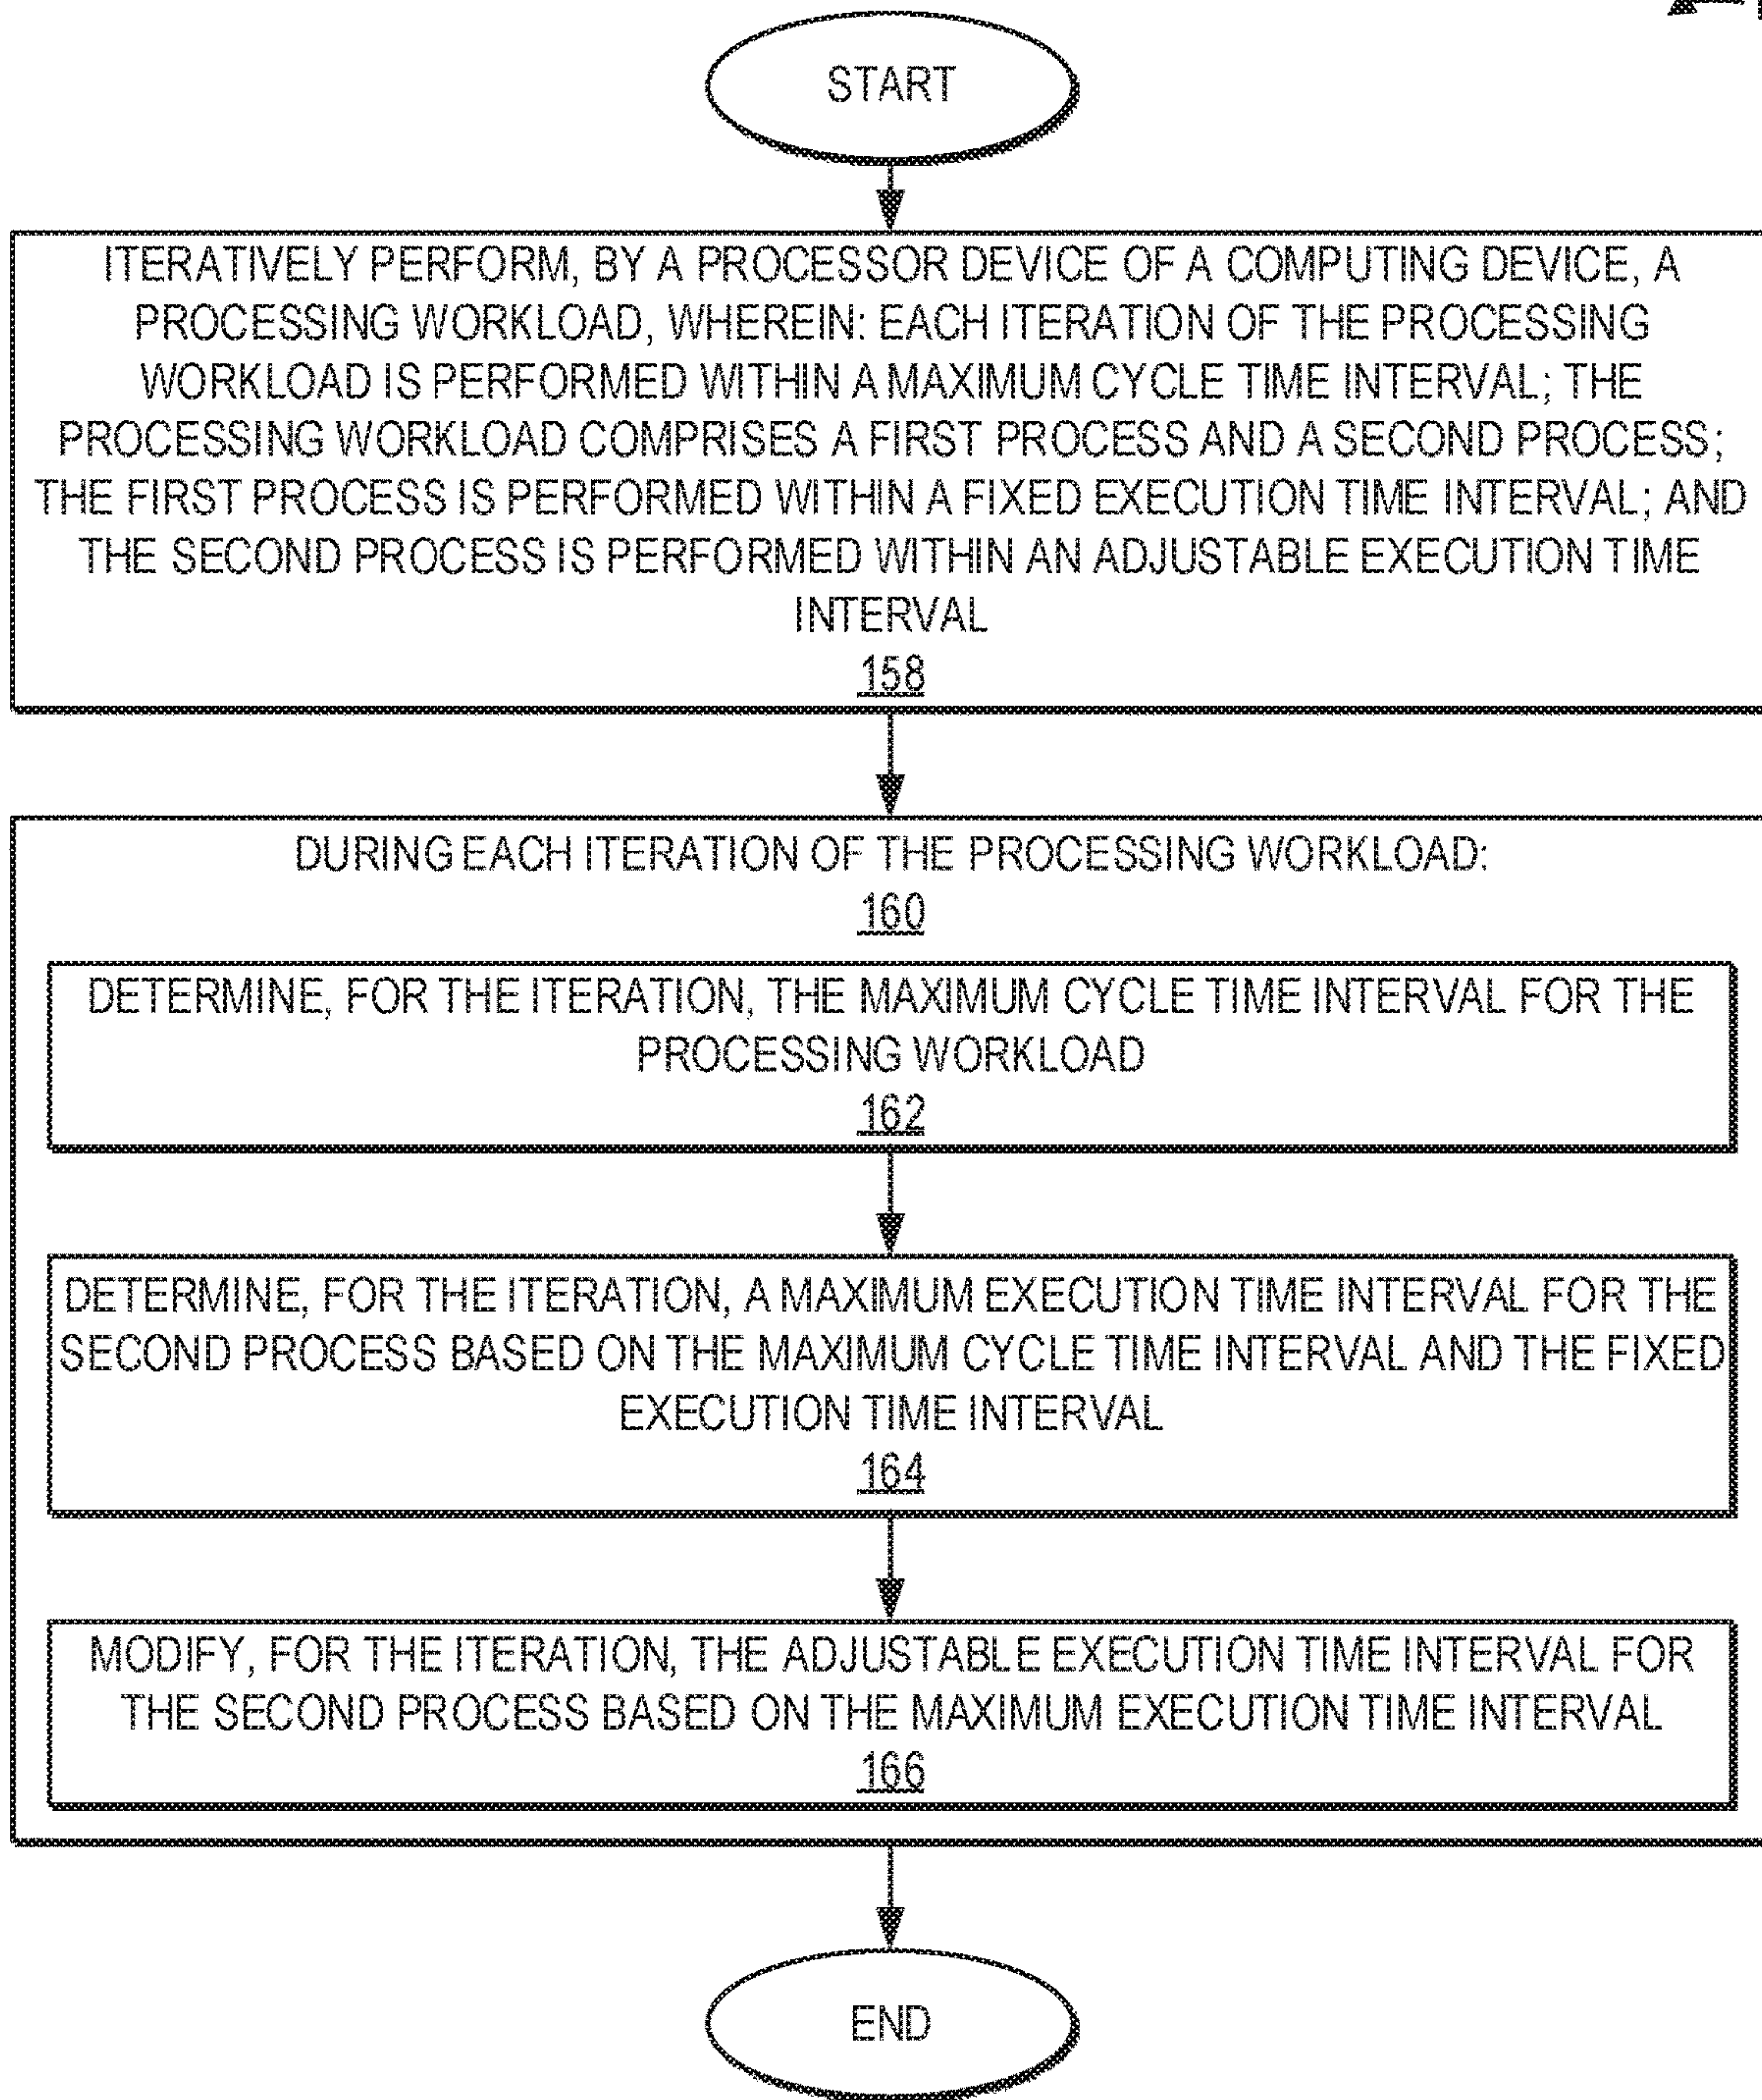 START
ITERATIVELY PERFORM, BY A PROCESSOR DEVICE OF A COMPUTING DEVICE, A
PROCESSING WORKLOAD, WHEREIN: EACH ITERATION OF THE PROCESSING
WORKLOAD IS PERFORMED WITHIN A MAXIMUM CYCLE TIME INTERVAL; THE
PROCESSING WORKLOAD COMPRISES A FIRST PROCESS AND A SECOND PROCESS;
THE FIRST PROCESS IS PERFORMED WITHIN A FIXED EXECUTION TIME INTERVAL; AND
THE SECOND PROCESS IS PERFORMED WITHIN AN ADJUSTABLE EXECUTION TIME
INTERVAL
158
DURING EACH ITERATION OF THE PROCESSING WORKLOAD:
160
DETERMINE, FOR THE ITERATION, THE MAXIMUM CYCLE TIME INTERVAL FOR THE
PROCESSING WORKLOAD
162
DETERMINE, FOR THE ITERATION, A MAXIMUM EXECUTION TIME INTERVAL FOR THE
SECOND PROCESS BASED ON THE MAXIMUM CYCLE TIME INTERVAL AND THE FIXED
EXECUTION TIME INTERVAL
164
MODIFY, FOR THE ITERATION, THE ADJUSTABLE EXECUTION TIME INTERVAL FOR
THE SECOND PROCESS BASED ON THE MAXIMUM EXECUTION TIME INTERVAL
166
END